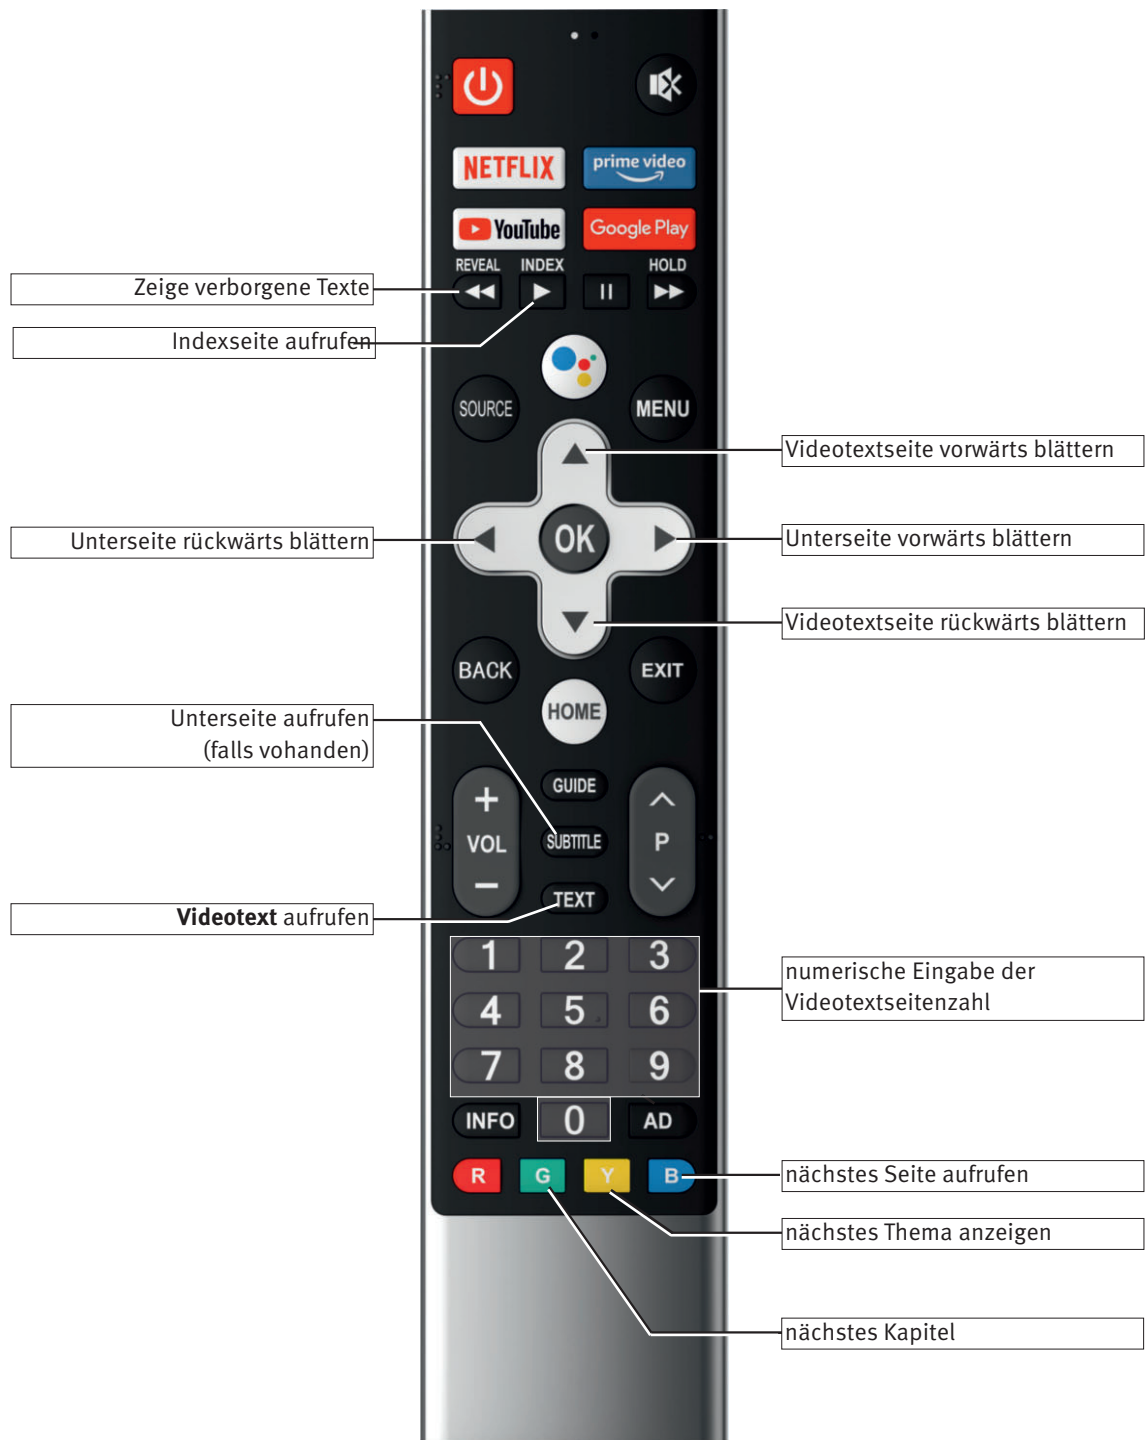 NETFLIX prime video
YouTube Google Play
REVEAL INDEX HOLD
Zeige verborgene Texte
Indexseite aufrufen
SOURCE MENU
Videotextseite vorwärts blättern
Unterseite rückwärts blättern OK Unterseite vorwärts blättern
Videotextseite rückwärts blättern
BACK EXIT
HOME
Unterseite aufrufen
(falls vohanden)
GUIDE
+
VOL SUBTITLE P
–
TEXT
Videotext aufrufen
1 2 3
numerische Eingabe der
Videotextseitenzahl
4 5 6
7 8 9
INFO 0 AD
R G Y B nächstes Seite aufrufen
nächstes Thema anzeigen
nächstes Kapitel